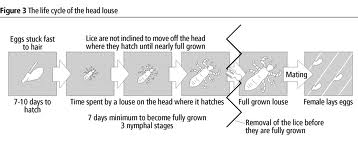 Figure 3 The life cycle of the head louse
Eggs stuck fast
to hair
Lice are not inclined to move off the head
where they hatch until nearly full grown
Mating
7-10 days to
hatch
Time spent by a louse on the head where it hatches
7 days minimum to become fully grown
3 nymphal stages
Full grown louse
Female lays eggs
Removal of the lice before
they are fully grown